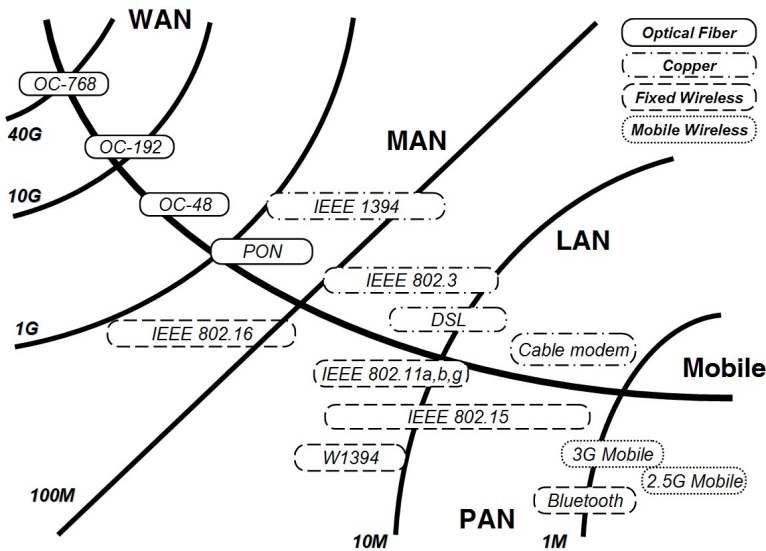 WAN
Optical Fiber
Copper
Fixed Wireless
Mobile Wireless
OC-768
40G
OC-192
MAN
10G
OC-48
IEEE 1394
LAN
PON
IEEE 802.3
1G
IEEE 802.16
DSL
Cable modem
Mobile
IEEE 802.11a,b,g
IEEE 802.15
W1394
3G Mobile
2.5G Mobile
100M
Bluetooth
PAN
10M
1M